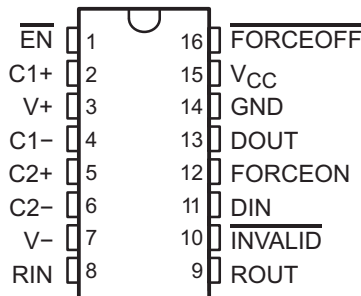 EN 1 16 FORCEOFF
C1+ 2 15 VCC
V+ 3 14 GND
C1− 4 13 DOUT
C2+ 5 12 FORCEON
C2− 6 11 DIN
V− 7 10 INVALID
RIN 8 9 ROUT